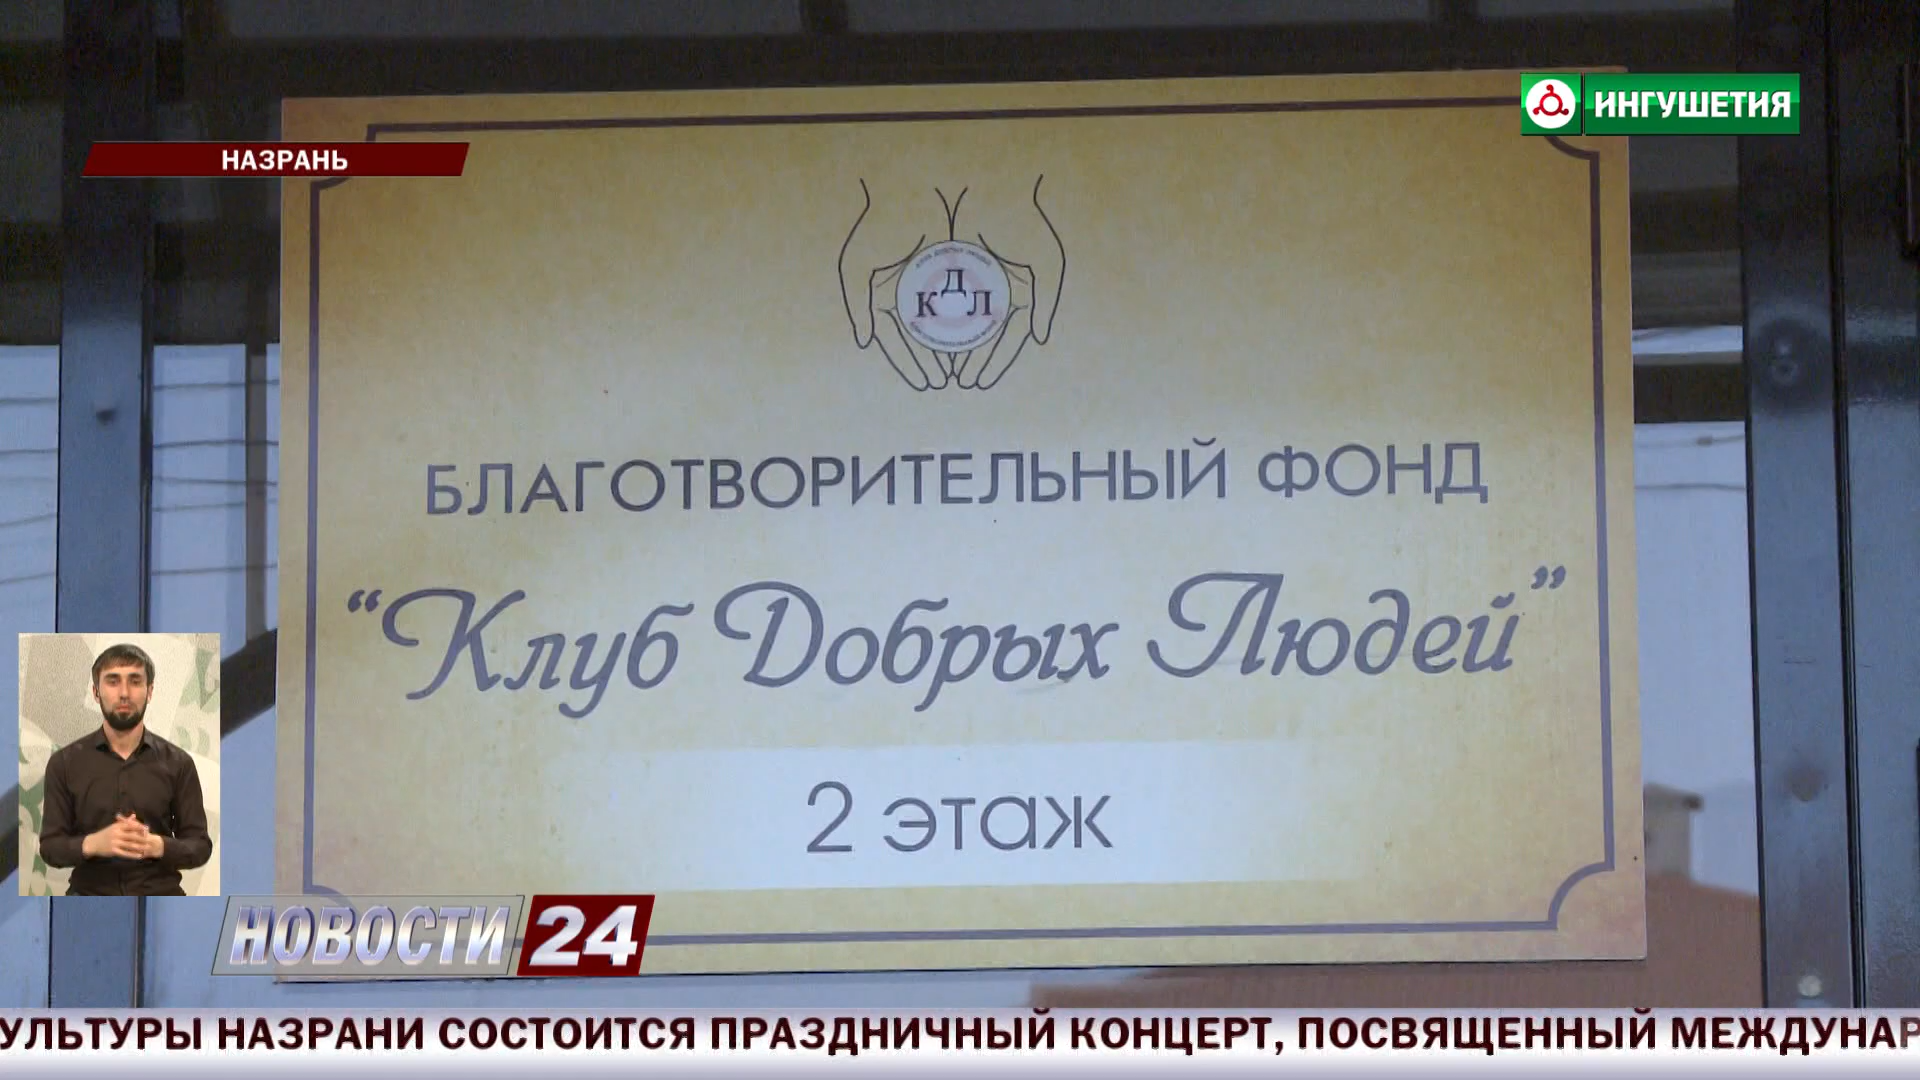 ИНГУШЕТИЯ
НАЗРАНЬ
КДЛ
БЛАГОТВОРИТЕЛЬНЫЙ ФОНД
“Клуб Добрых Людей”
2 этаж
НОВОСТИ 24
УЛЬТУРЫ НАЗРАНИ СОСТОИТСЯ ПРАЗДНИЧНЫЙ КОНЦЕРТ, ПОСВЯЩЕННЫЙ МЕЖДУНАР